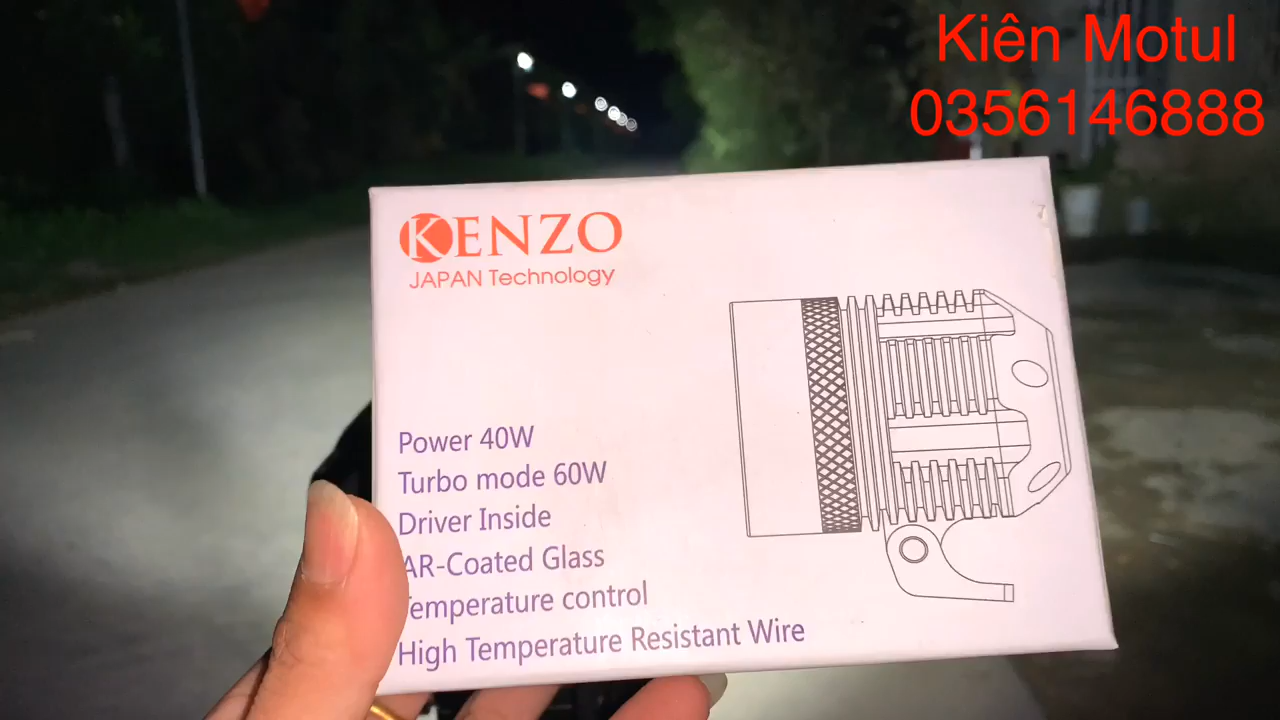 Kiên Motul
0356146888
KENZO
JAPAN Technology
Power 40W
Turbo mode 60W
Driver Inside
AR-Coated Glass
Temperature control
High Temperature Resistant Wire